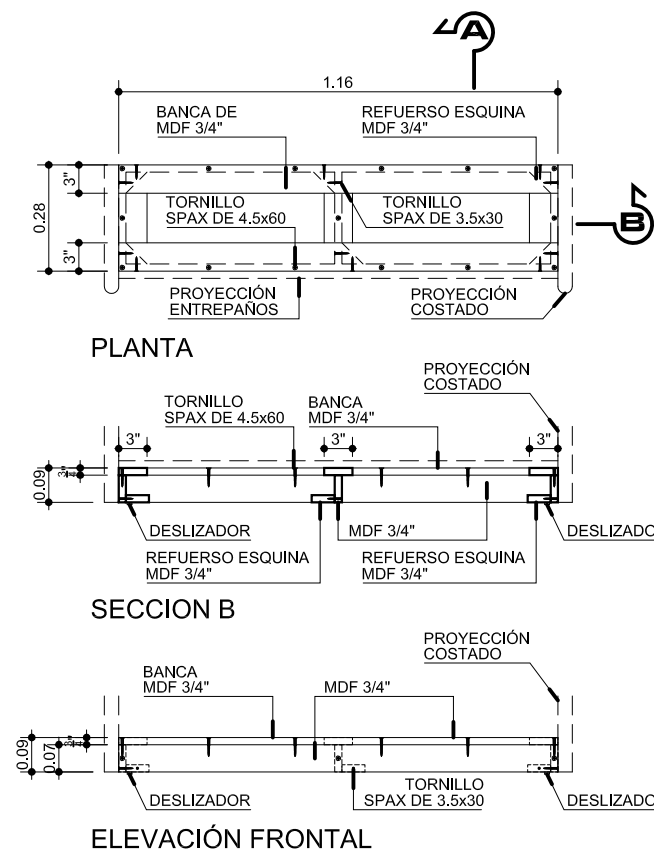 A
1.16
BANCA DE
MDF 3/4"
REFUERSO ESQUINA
MDF 3/4"
3"
0.28
TORNILLO
SPAX DE 4.5x60
TORNILLO
SPAX DE 3.5x30
B
3"
PROYECCIÓN
ENTREPAÑOS
PROYECCIÓN
COSTADO
PLANTA
PROYECCIÓN
COSTADO
TORNILLO
SPAX DE 4.5x60
BANCA
MDF 3/4"
3"
3"
3"
0.09
3/4"
DESLIZADOR
MDF 3/4"
DESLIZADO
REFUERSO ESQUINA
MDF 3/4"
REFUERSO ESQUINA
MDF 3/4"
SECCION B
PROYECCIÓN
COSTADO
BANCA
MDF 3/4"
MDF 3/4"
0.09
0.07
3/4"
DESLIZADOR
TORNILLO
SPAX DE 3.5x30
DESLIZADO
ELEVACIÓN FRONTAL